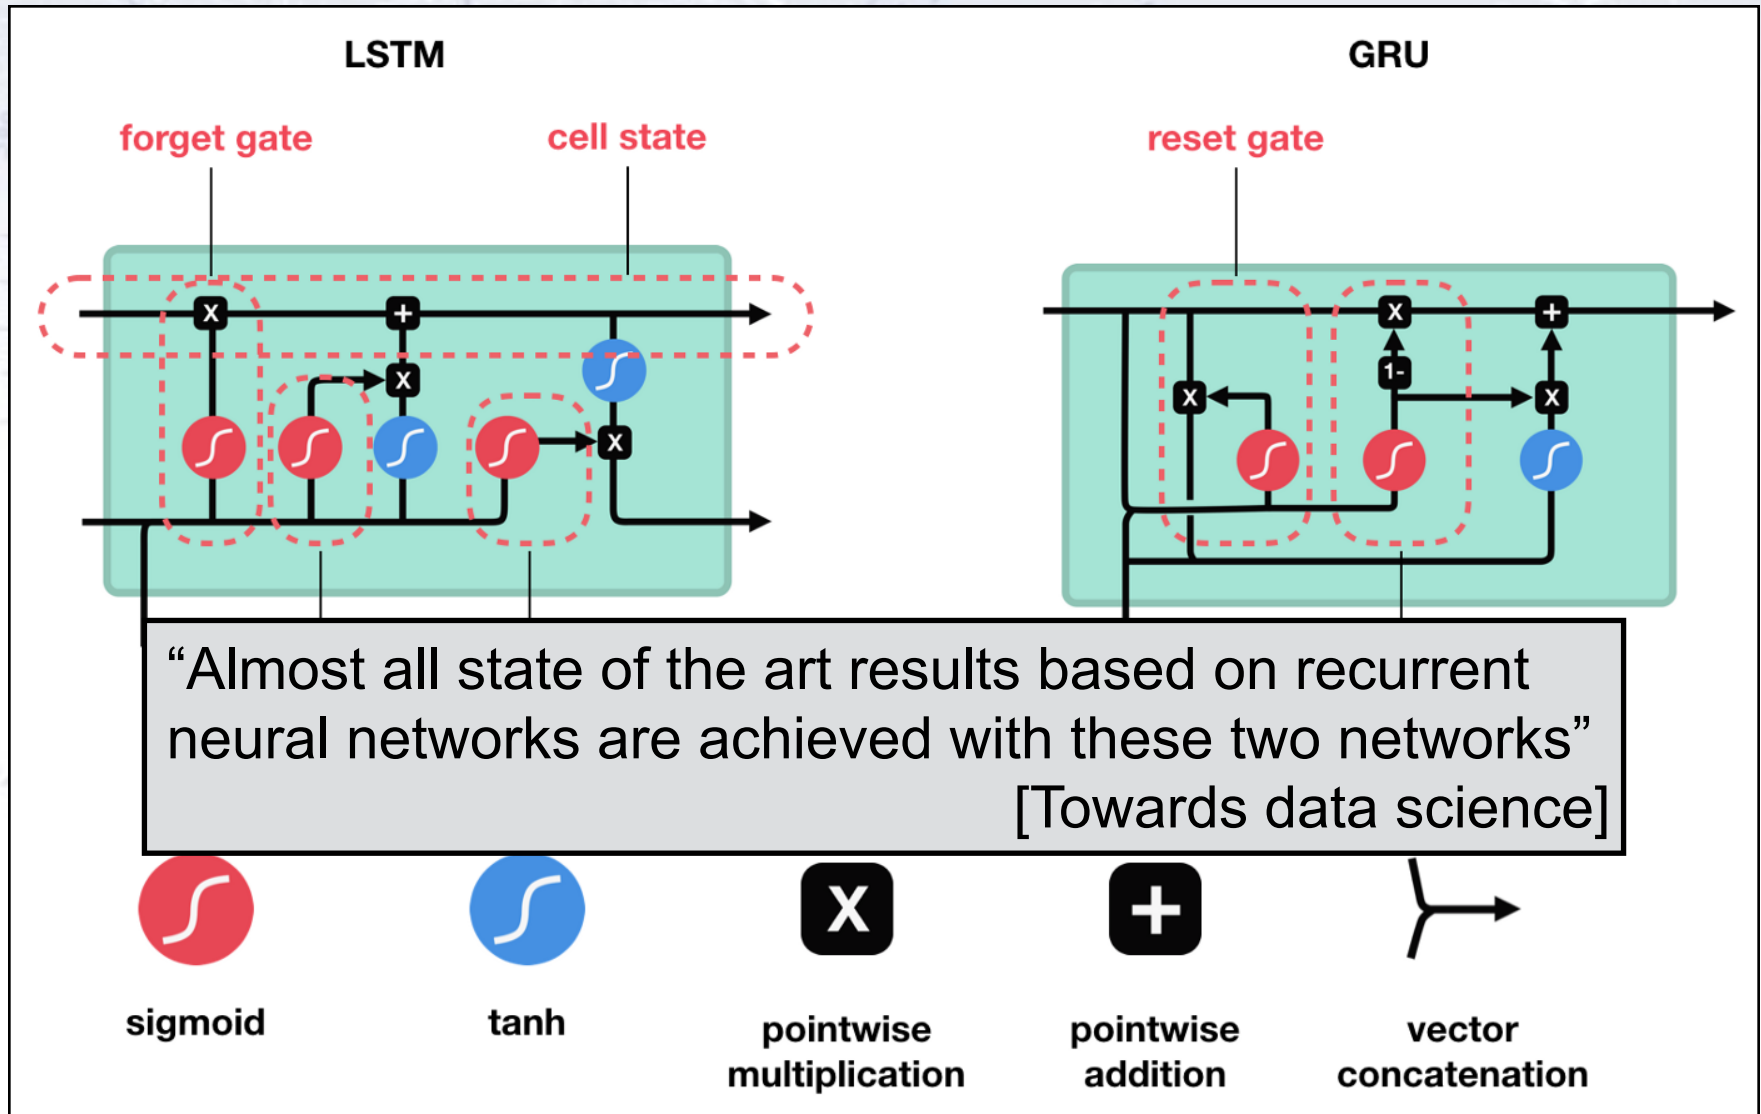 LSTM
GRU
forget gate
cell state
reset gate
X
+
X
X
X
+
1-
X
X
“Almost all state of the art results based on recurrent
neural networks are achieved with these two networks”
[Towards data science]
X
+
sigmoid
tanh
pointwise
multiplication
pointwise
addition
vector
concatenation